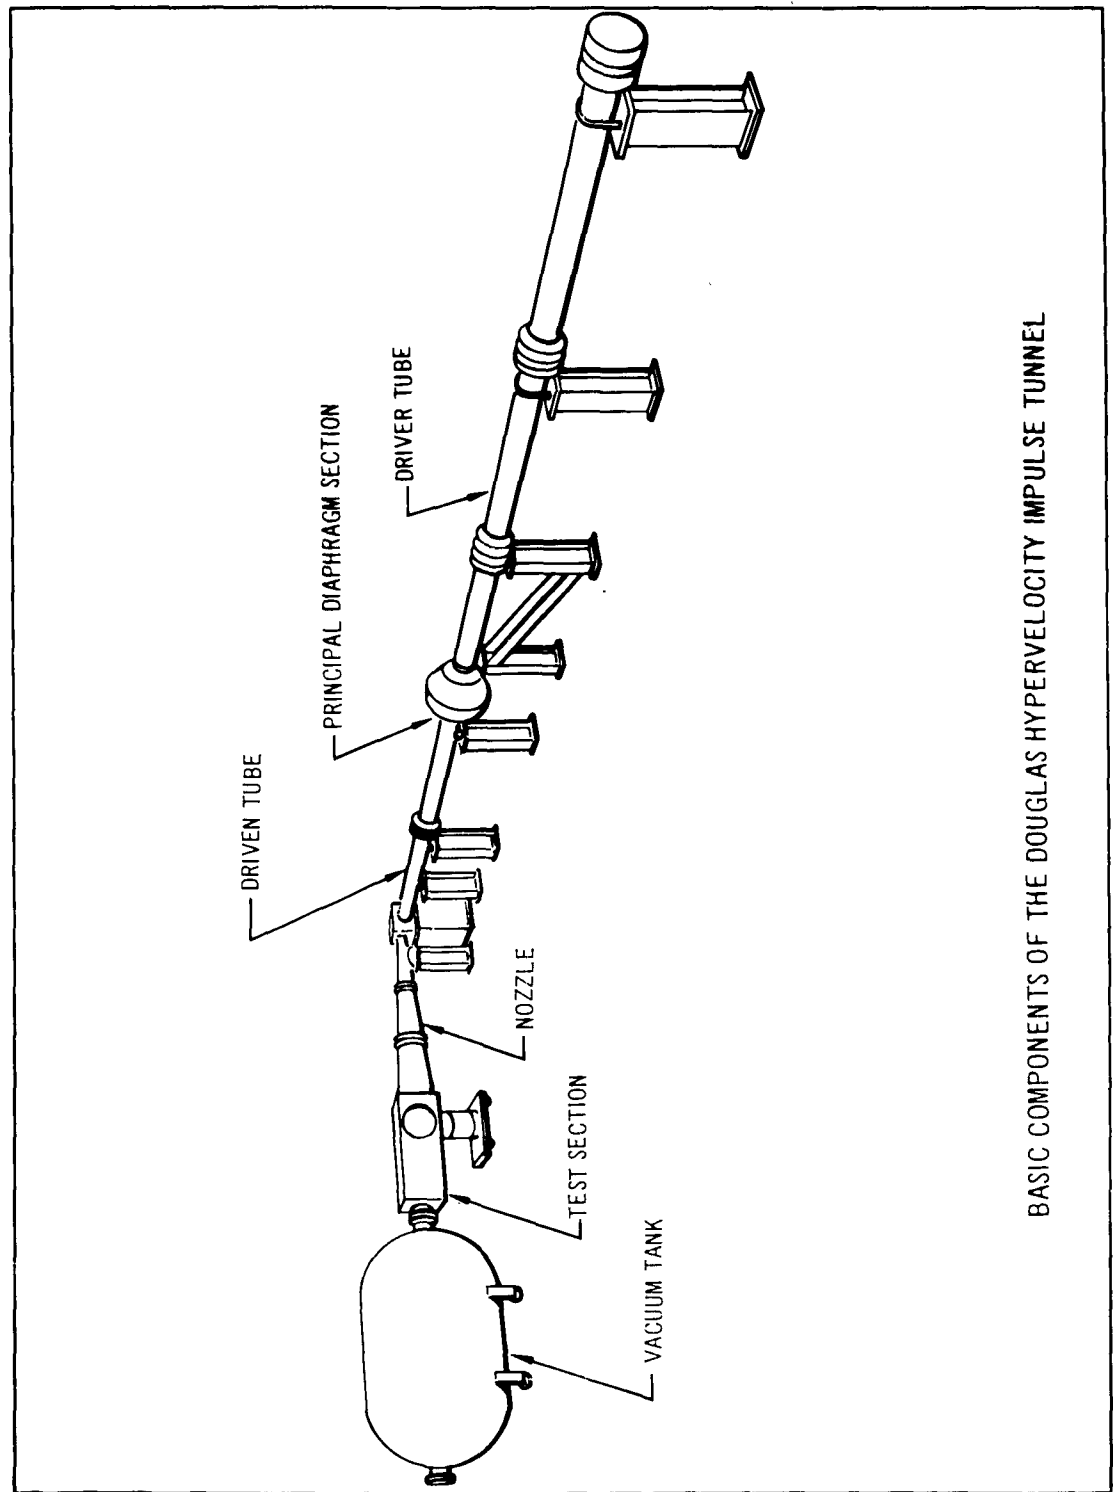 VACUUM TANK
TEST SECTION
NOZZLE
DRIVEN TUBE
PRINCIPAL DIAPHRAGM SECTION
DRIVER TUBE
BASIC COMPONENTS OF THE DOUGLAS HYPERVELOCITY IMPULSE TUNNEL